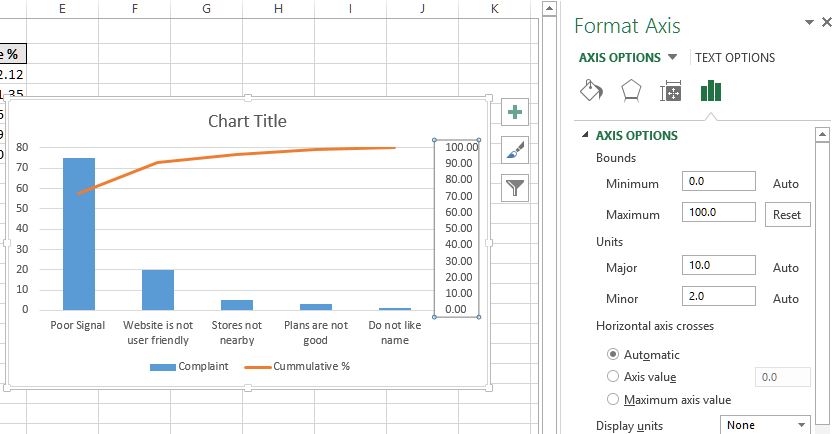 E F G H I J K
e %
2.12
1.35
Chart Title
80
70
60
50
40
30
20
10
0
100.00
90.00
80.00
70.00
60.00
50.00
40.00
30.00
20.00
10.00
0.00
Poor Signal
Website is not
user friendly
Stores not
nearby
Plans are not
good
Do not like
name
Complaint Cummulative %
Format Axis
AXIS OPTIONS TEXT OPTIONS
AXIS OPTIONS
Bounds
Minimum 0.0 Auto
Maximum 100.0 Reset
Units
Major 10.0 Auto
Minor 2.0 Auto
Horizontal axis crosses
Automatic
Axis value 0.0
Maximum axis value
Display units None